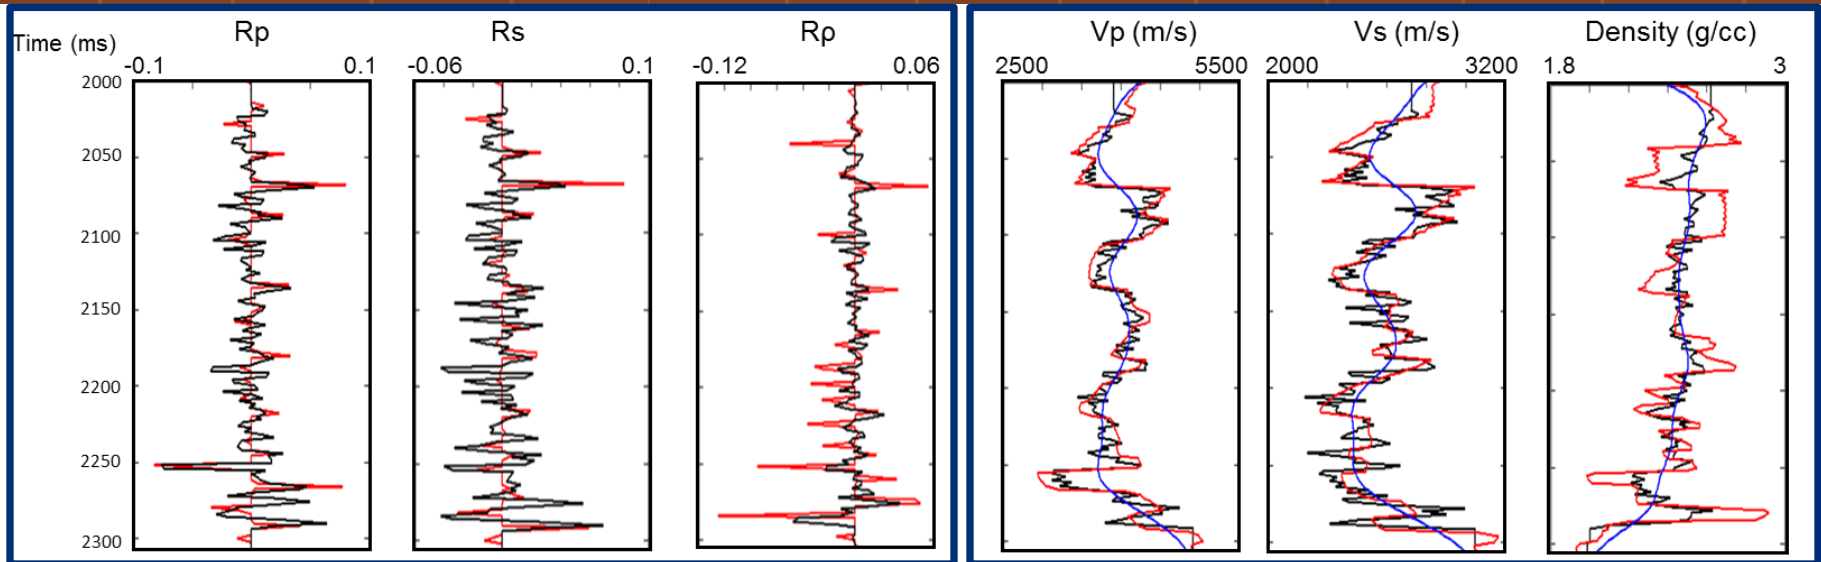 Rp Rs Rρ Vp (m/s) Vs (m/s) Density (g/cc)
Time (ms)
-0.1 0.1 -0.06 0.1 -0.12 0.06 2500 5500 2000 3200 1.8 3
2000
2050
2100
2150
2200
2250
2300